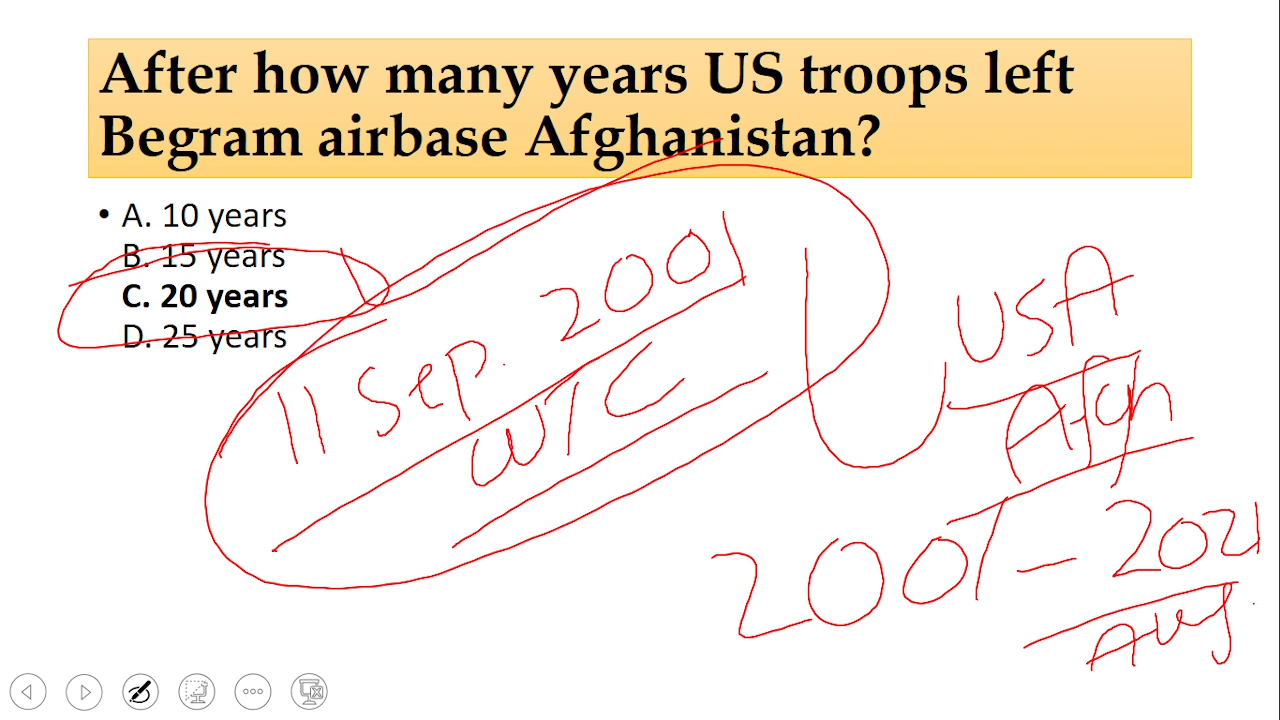 After how many years US troops left
Begram airbase Afghanistan?
• A. 10 years
B. 15 years
C. 20 years
D. 25 years
11 Sep. 2001
WTC
USA
Afgh
2001 - 2021
Aug